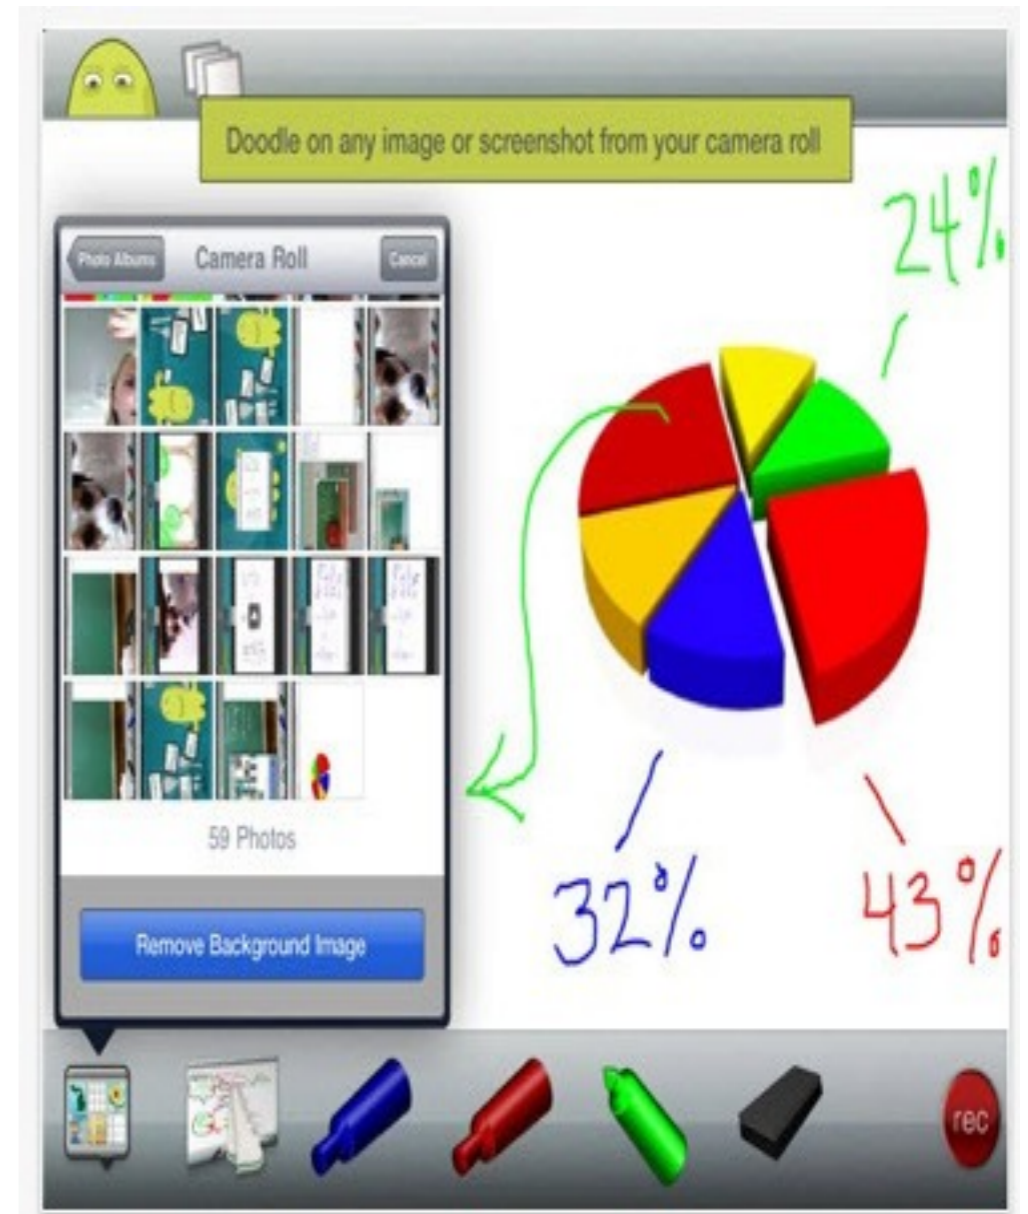 Doodle on any image or screenshot from your camera roll
24%
Photo Albums Camera Roll Cancel
59 Photos
Remove Background Image
32%
43%
rec